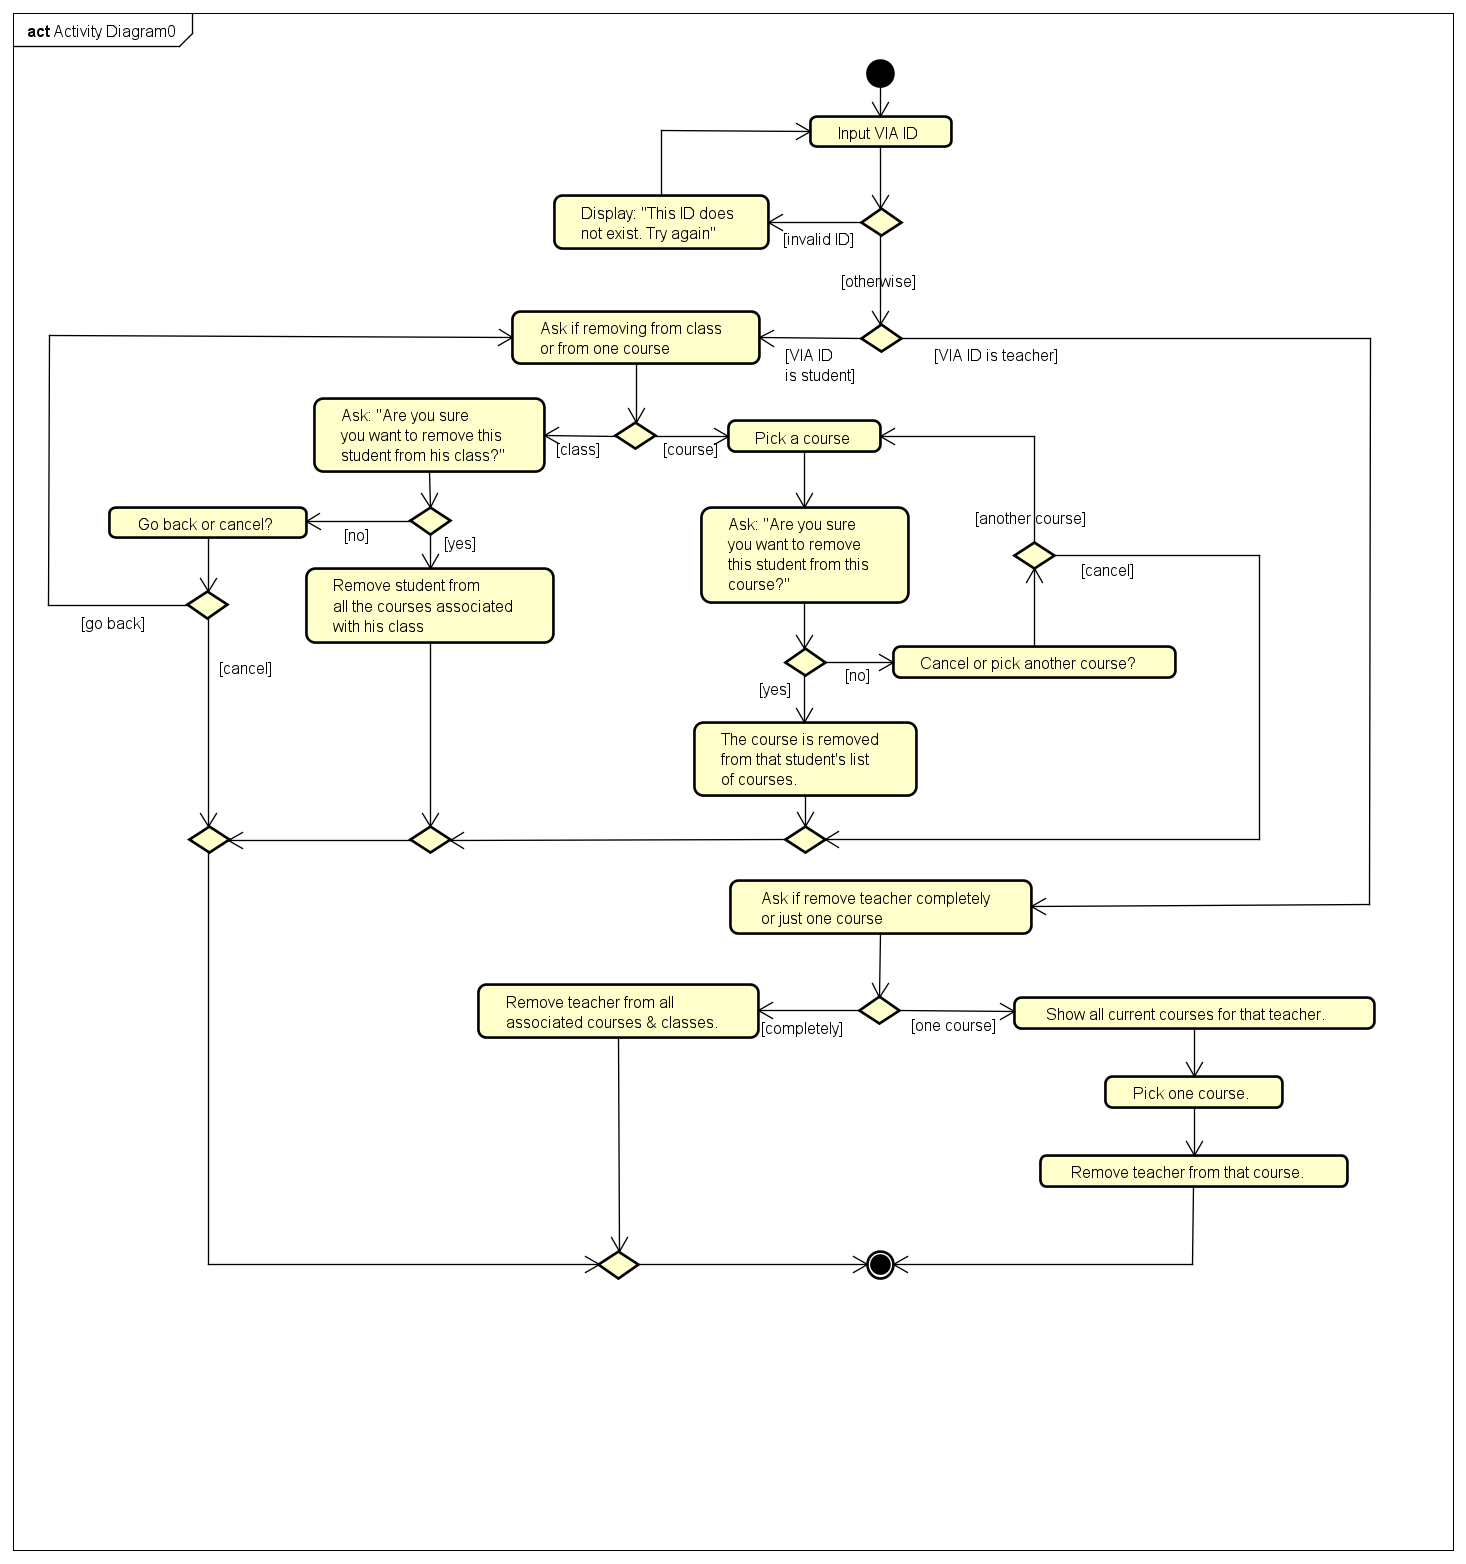 act Activity Diagram0
Input VIA ID
Display: "This ID does
not exist. Try again"
[invalid ID]
[otherwise]
Ask if removing from class
or from one course
[VIA ID
is student]
[VIA ID is teacher]
Ask: "Are you sure
you want to remove this
student from his class?"
[class]
[course]
Pick a course
Go back or cancel?
[no]
[yes]
Ask: "Are you sure
you want to remove
this student from this
course?"
[another course]
[cancel]
Remove student from
all the courses associated
with his class
[go back]
[cancel]
[yes]
[no]
Cancel or pick another course?
The course is removed
from that student's list
of courses.
Ask if remove teacher completely
or just one course
Remove teacher from all
associated courses & classes.
[completely]
[one course]
Show all current courses for that teacher.
Pick one course.
Remove teacher from that course.